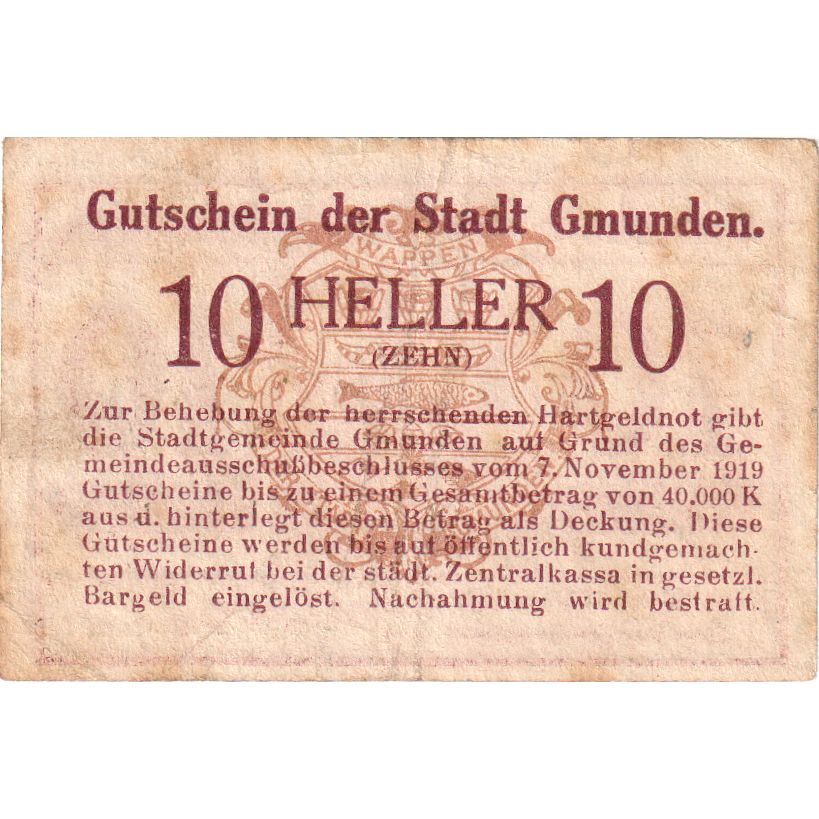 Gutschein der Stadt Gmunden.
WAPPEN
10 HELLER 10
(ZEHN)
Zur Behebung der herrschenden Hartgeldnot gibt
die Stadtgemeinde Gmunden auf Grund des Ge-
meindeausschußbeschlusses vom 7. November 1919
Gutscheine bis zu einem Gesamtbetrag von 40.000 K
aus u. hinterlegt diesen Betrag als Deckung. Diese
Gutscheine werden bis auf öffentlich kundgemach-
ten Widerruf bei der städt. Zentralkassa in gesetzl.
Bargeld eingelöst. Nachahmung wird bestraft.